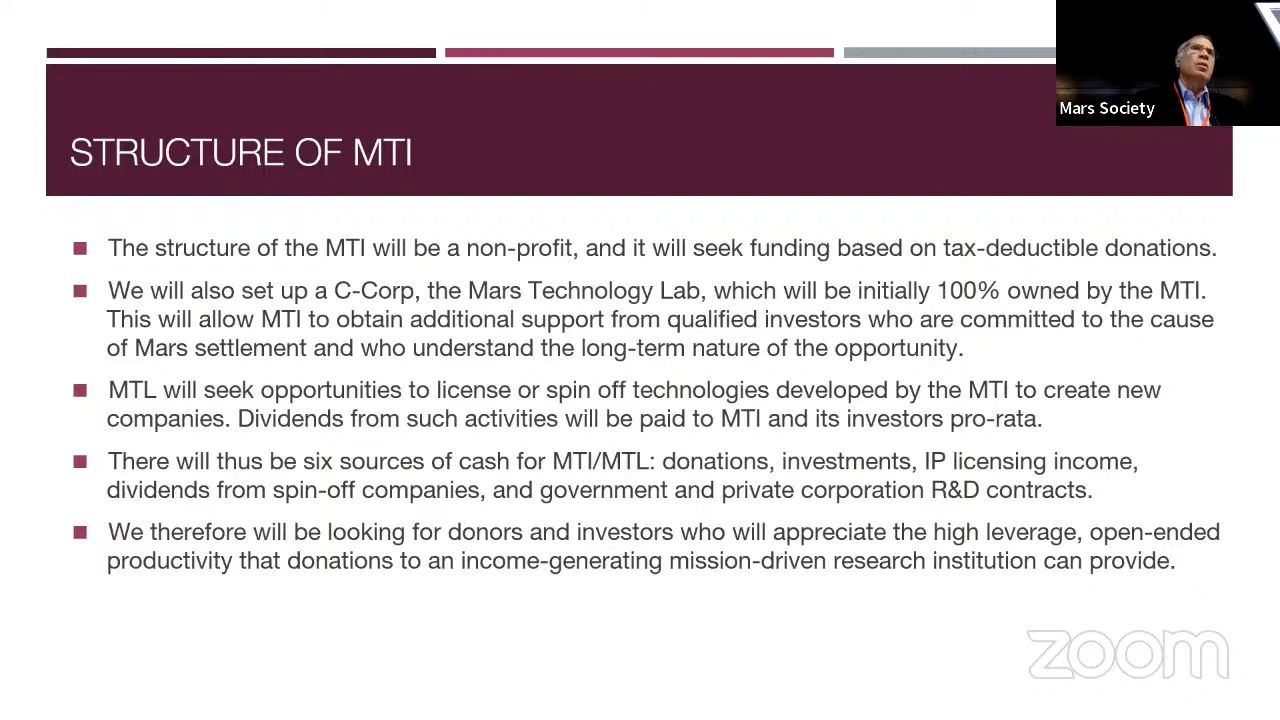 Mars Society
STRUCTURE OF MTI
The structure of the MTI will be a non-profit, and it will seek funding based on tax-deductible donations.
We will also set up a C-Corp, the Mars Technology Lab, which will be initially 100% owned by the MTI.
This will allow MTI to obtain additional support from qualified investors who are committed to the cause
of Mars settlement and who understand the long-term nature of the opportunity.
MTL will seek opportunities to license or spin off technologies developed by the MTI to create new
companies. Dividends from such activities will be paid to MTI and its investors pro-rata.
There will thus be six sources of cash for MTI/MTL: donations, investments, IP licensing income,
dividends from spin-off companies, and government and private corporation R&D contracts.
We therefore will be looking for donors and investors who will appreciate the high leverage, open-ended
productivity that donations to an income-generating mission-driven research institution can provide.
zoom